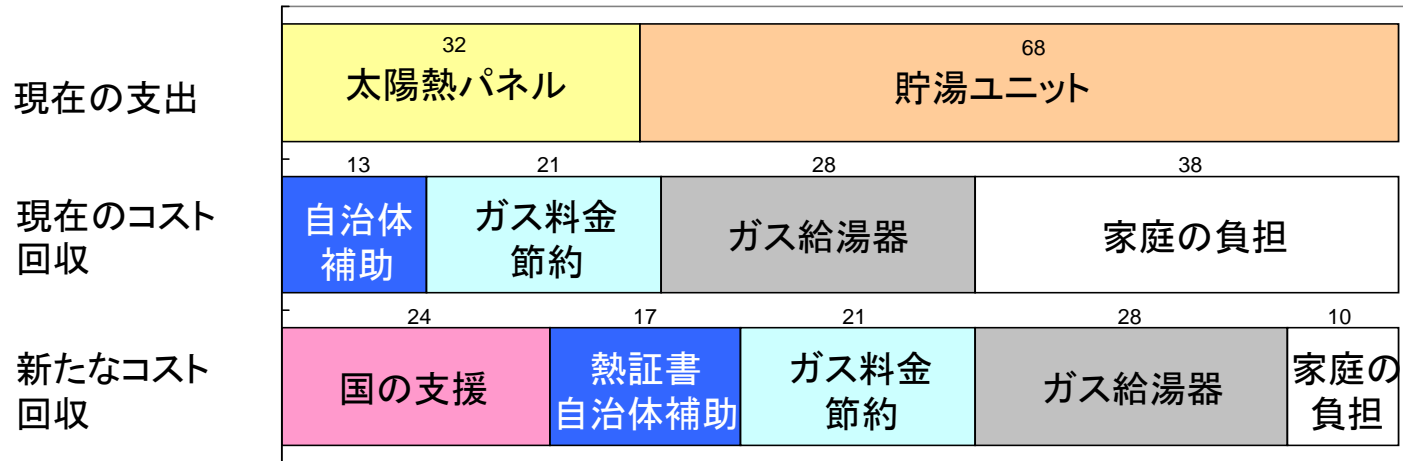 32
68
現在の支出
太陽熱パネル
貯湯ユニット
13
21
28
38
現在のコスト
回収
自治体
補助
ガス料金
節約
ガス給湯器
家庭の負担
24
17
21
28
10
新たなコスト
回収
国の支援
熱証書
自治体補助
ガス料金
節約
ガス給湯器
家庭の
負担